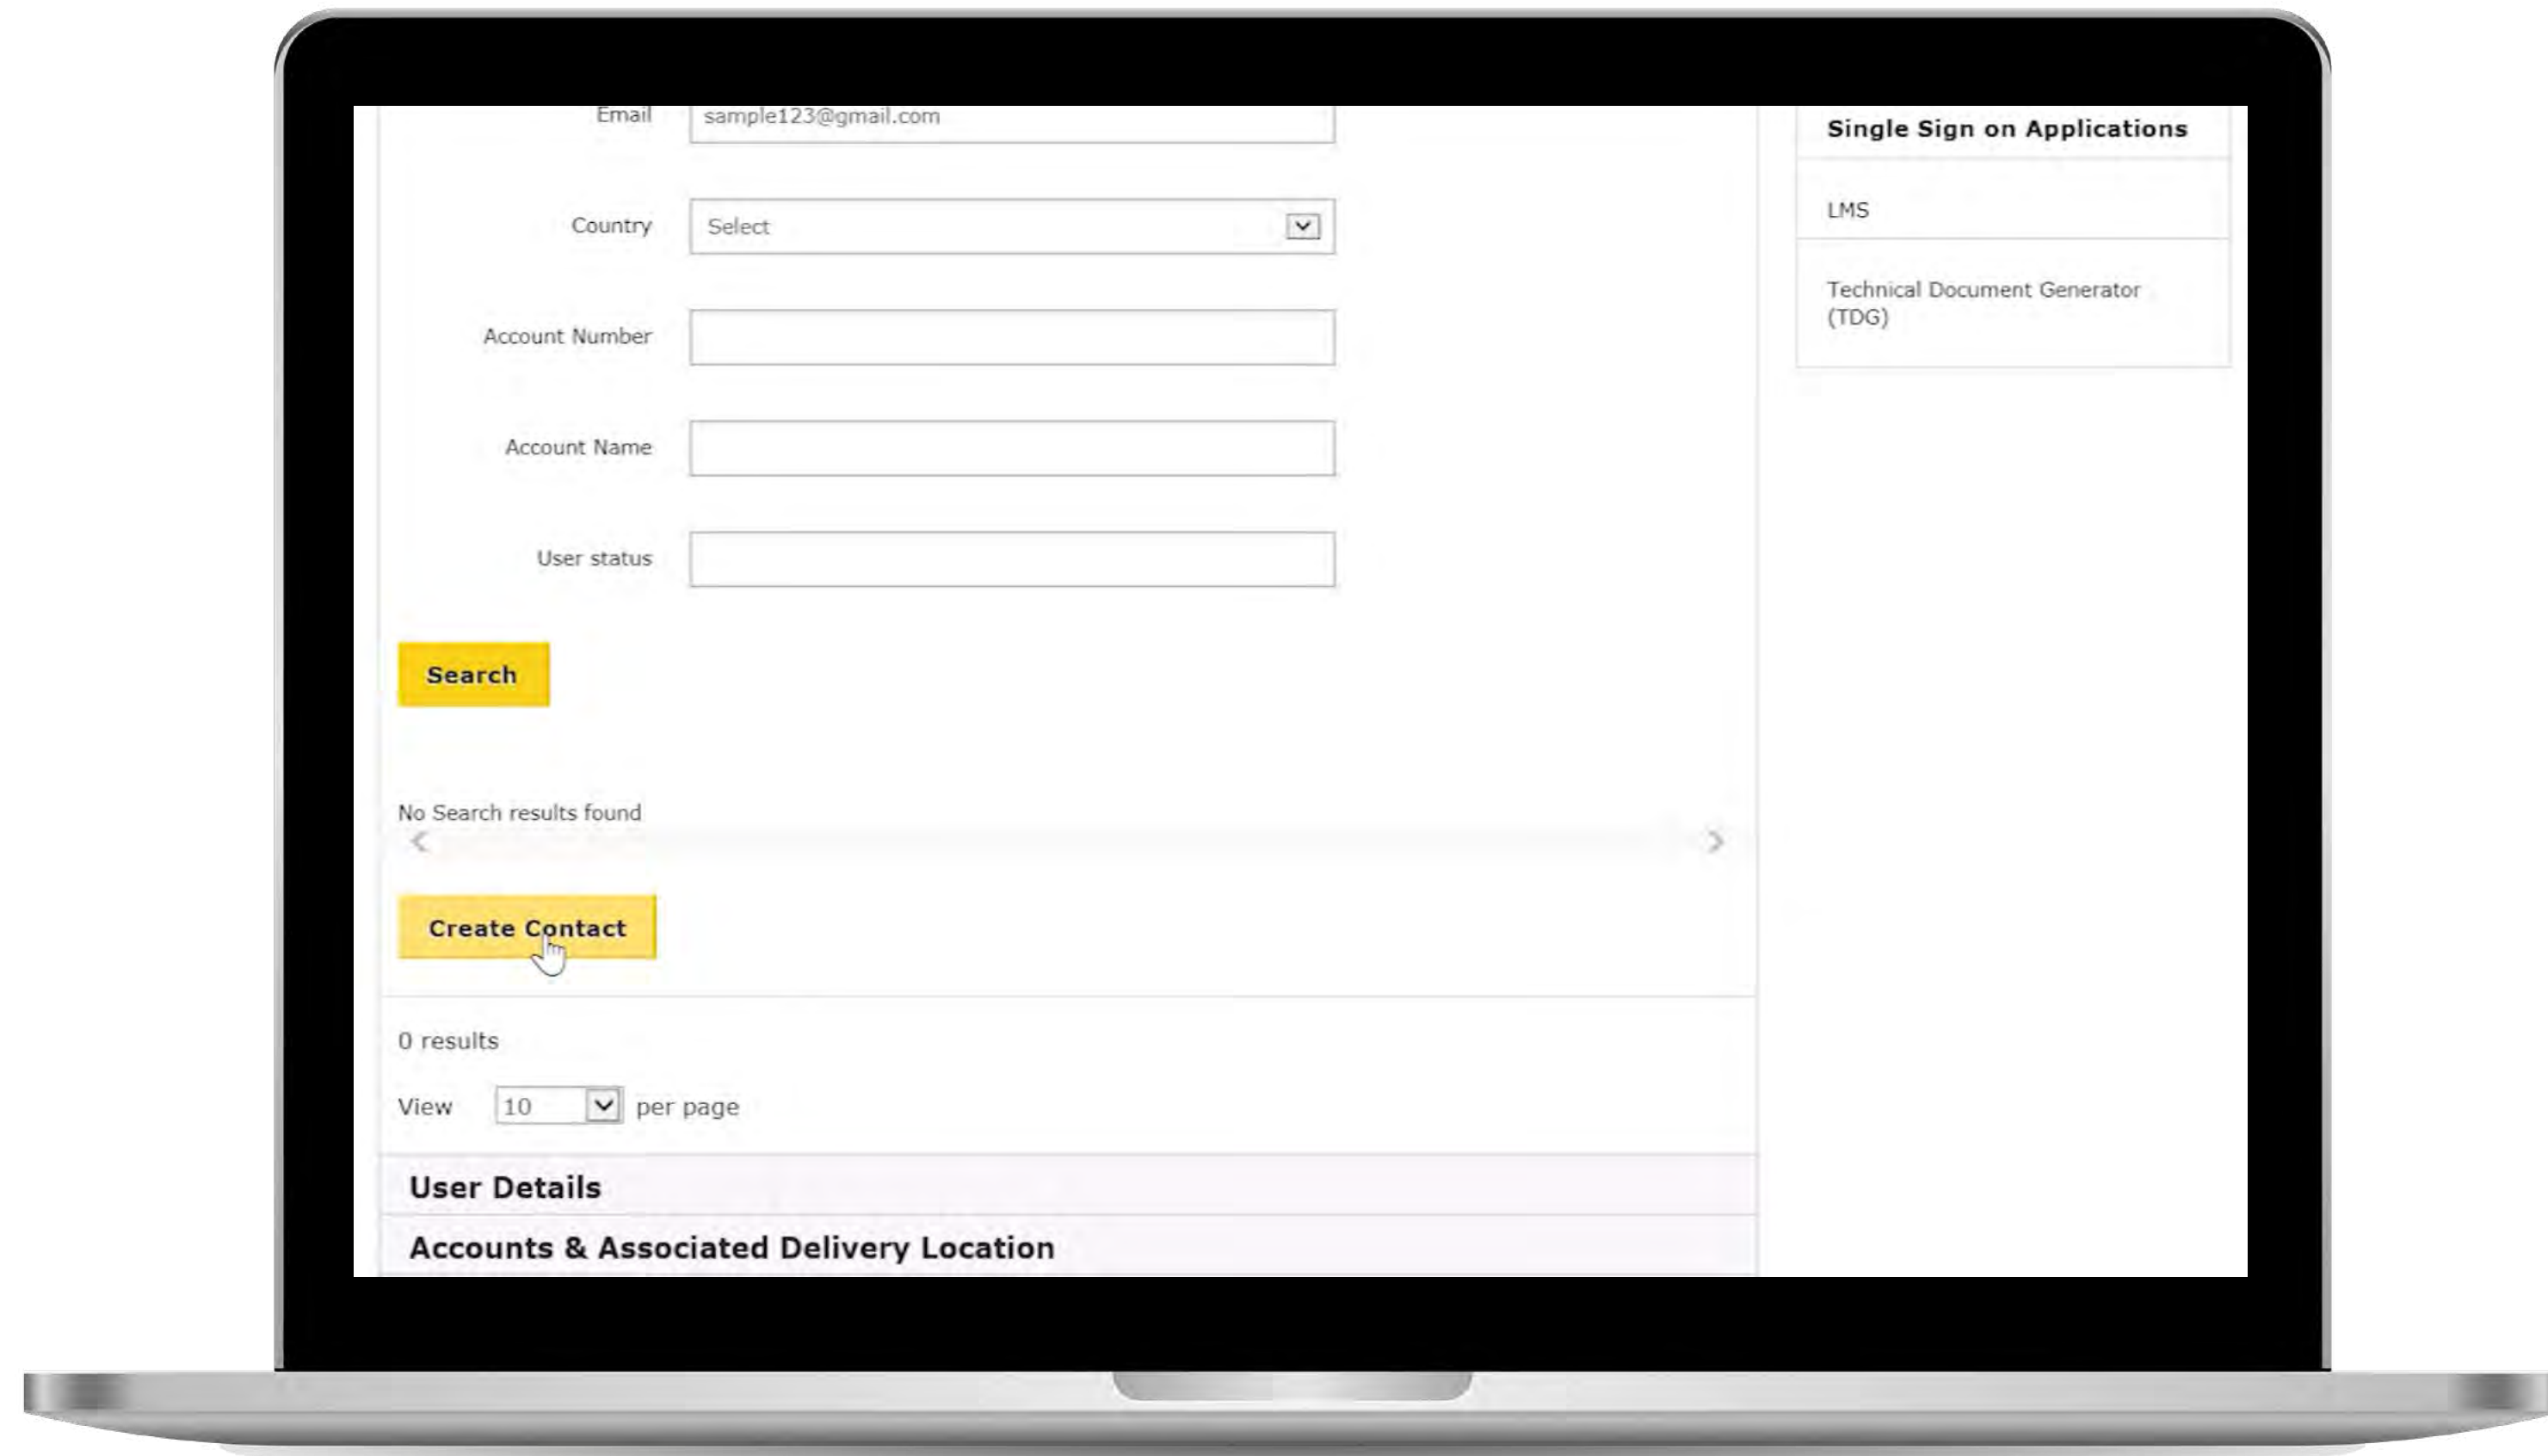 Email
sample123@gmail.com
Country
Select
Account Number
Account Name
User status
Search
No Search results found
Create Contact
0 results
View 10 per page
User Details
Accounts & Associated Delivery Location
Single Sign on Applications
LMS
Technical Document Generator
(TDG)